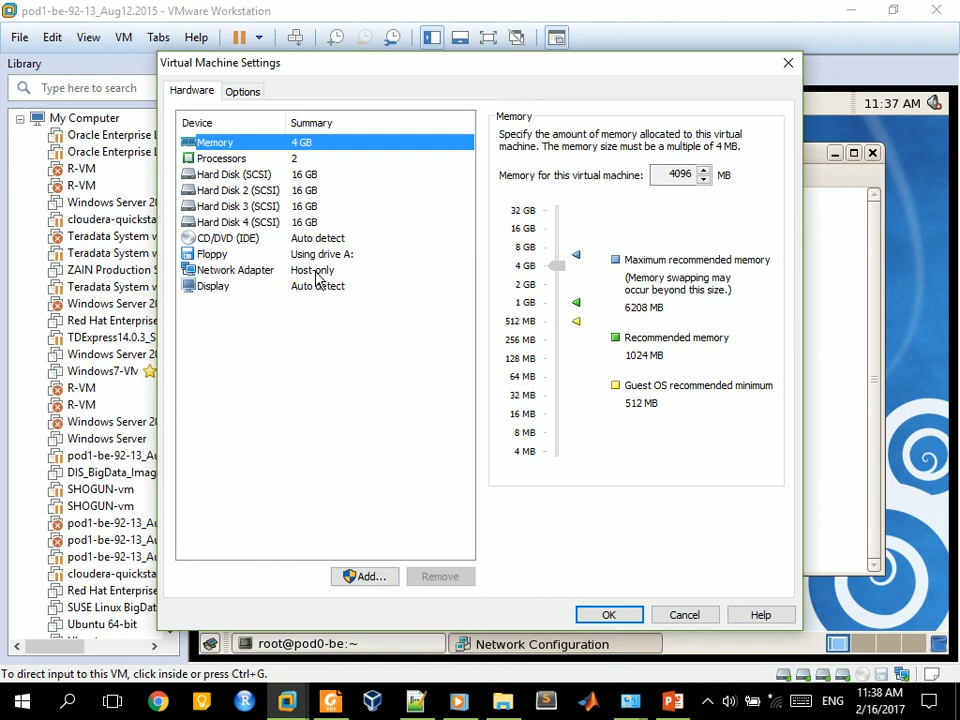 pod1-be-92-13_Aug12.2015 - VMware Workstation
File Edit View VM Tabs Help
Library
Type here to search
My Computer
Oracle Enterprise L
Oracle Enterprise L
R-VM
R-VM
Windows Server 20
cloudera-quicksta
Teradata System w
Teradata System w
ZAIN Production S
Teradata System w
Windows Server 20
Red Hat Enterprise
TDExpress14.0.3_S
Windows Server 20
Windows7-VM
R-VM
R-VM
Windows Server 20
Windows Server
pod1-be-92-13_Au
DIS_BigData_Imag
SHOGUN-vm
SHOGUN-vm
pod1-be-92-13_Au
pod1-be-92-13_Au
pod1-be-92-13_Au
cloudera-quicksta
Red Hat Enterprise
SUSE Linux BigDat
Ubuntu 64-bit
Virtual Machine Settings
Hardware Options
Device Summary
Memory 4 GB
Processors 2
Hard Disk (SCSI) 16 GB
Hard Disk 2 (SCSI) 16 GB
Hard Disk 3 (SCSI) 16 GB
Hard Disk 4 (SCSI) 16 GB
CD/DVD (IDE) Auto detect
Floppy Using drive A:
Network Adapter Host-only
Display Auto detect
Add... Remove
Memory
Specify the amount of memory allocated to this virtual
machine. The memory size must be a multiple of 4 MB.
Memory for this virtual machine: 4096 MB
32 GB
16 GB
8 GB
4 GB
2 GB
1 GB
512 MB
256 MB
128 MB
64 MB
32 MB
16 MB
8 MB
4 MB
Maximum recommended memory
(Memory swapping may
occur beyond this size.)
6208 MB
Recommended memory
1024 MB
Guest OS recommended minimum
512 MB
OK Cancel Help
11:37 AM
root@pod0-be:~ Network Configuration
To direct input to this VM, click inside or press Ctrl+G.
ENG
11:38 AM
2/16/2017